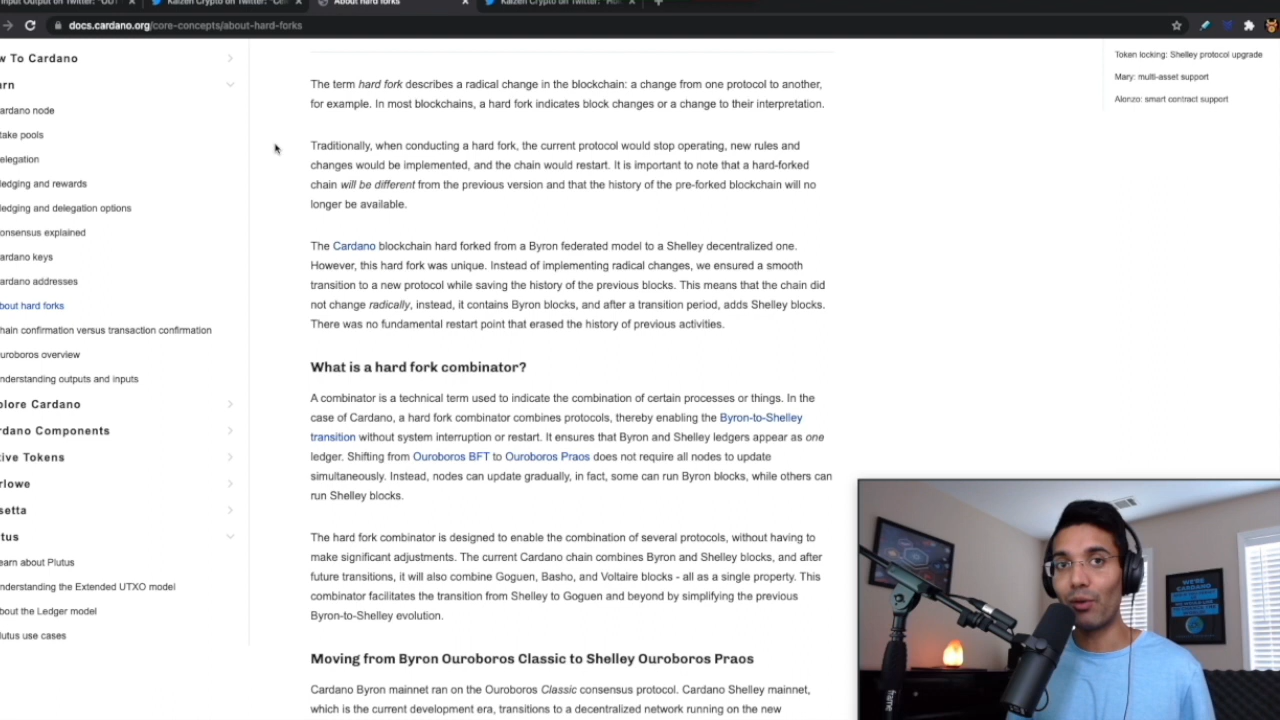 Input Output on Twitter: "OUT
Kaizen Crypto on Twitter: "Cel
About hard forks
Kaizen Crypto on Twitter: "Ho
docs.cardano.org/core-concepts/about-hard-forks
w To Cardano
arn
ardano node
take pools
elegation
ledging and rewards
ledging and delegation options
onsensus explained
ardano keys
ardano addresses
bout hard forks
hain confirmation versus transaction confirmation
uroboros overview
nderstanding outputs and inputs
plore Cardano
rdano Components
tive Tokens
rlowe
setta
tus
earn about Plutus
nderstanding the Extended UTXO model
bout the Ledger model
lutus use cases
The term hard fork describes a radical change in the blockchain: a change from one protocol to another,
for example. In most blockchains, a hard fork indicates block changes or a change to their interpretation.
Traditionally, when conducting a hard fork, the current protocol would stop operating, new rules and
changes would be implemented, and the chain would restart. It is important to note that a hard-forked
chain will be different from the previous version and that the history of the pre-forked blockchain will no
longer be available.
The Cardano blockchain hard forked from a Byron federated model to a Shelley decentralized one.
However, this hard fork was unique. Instead of implementing radical changes, we ensured a smooth
transition to a new protocol while saving the history of the previous blocks. This means that the chain did
not change radically, instead, it contains Byron blocks, and after a transition period, adds Shelley blocks.
There was no fundamental restart point that erased the history of previous activities.
What is a hard fork combinator?
A combinator is a technical term used to indicate the combination of certain processes or things. In the
case of Cardano, a hard fork combinator combines protocols, thereby enabling the Byron-to-Shelley
transition without system interruption or restart. It ensures that Byron and Shelley ledgers appear as one
ledger. Shifting from Ouroboros BFT to Ouroboros Praos does not require all nodes to update
simultaneously. Instead, nodes can update gradually, in fact, some can run Byron blocks, while others can
run Shelley blocks.
The hard fork combinator is designed to enable the combination of several protocols, without having to
make significant adjustments. The current Cardano chain combines Byron and Shelley blocks, and after
future transitions, it will also combine Goguen, Basho, and Voltaire blocks - all as a single property. This
combinator facilitates the transition from Shelley to Goguen and beyond by simplifying the previous
Byron-to-Shelley evolution.
Moving from Byron Ouroboros Classic to Shelley Ouroboros Praos
Cardano Byron mainnet ran on the Ouroboros Classic consensus protocol. Cardano Shelley mainnet,
which is the current development era, transitions to a decentralized network running on the new
Token locking: Shelley protocol upgrade
Mary: multi-asset support
Alonzo: smart contract support
WE'RE
CARDANO
frame